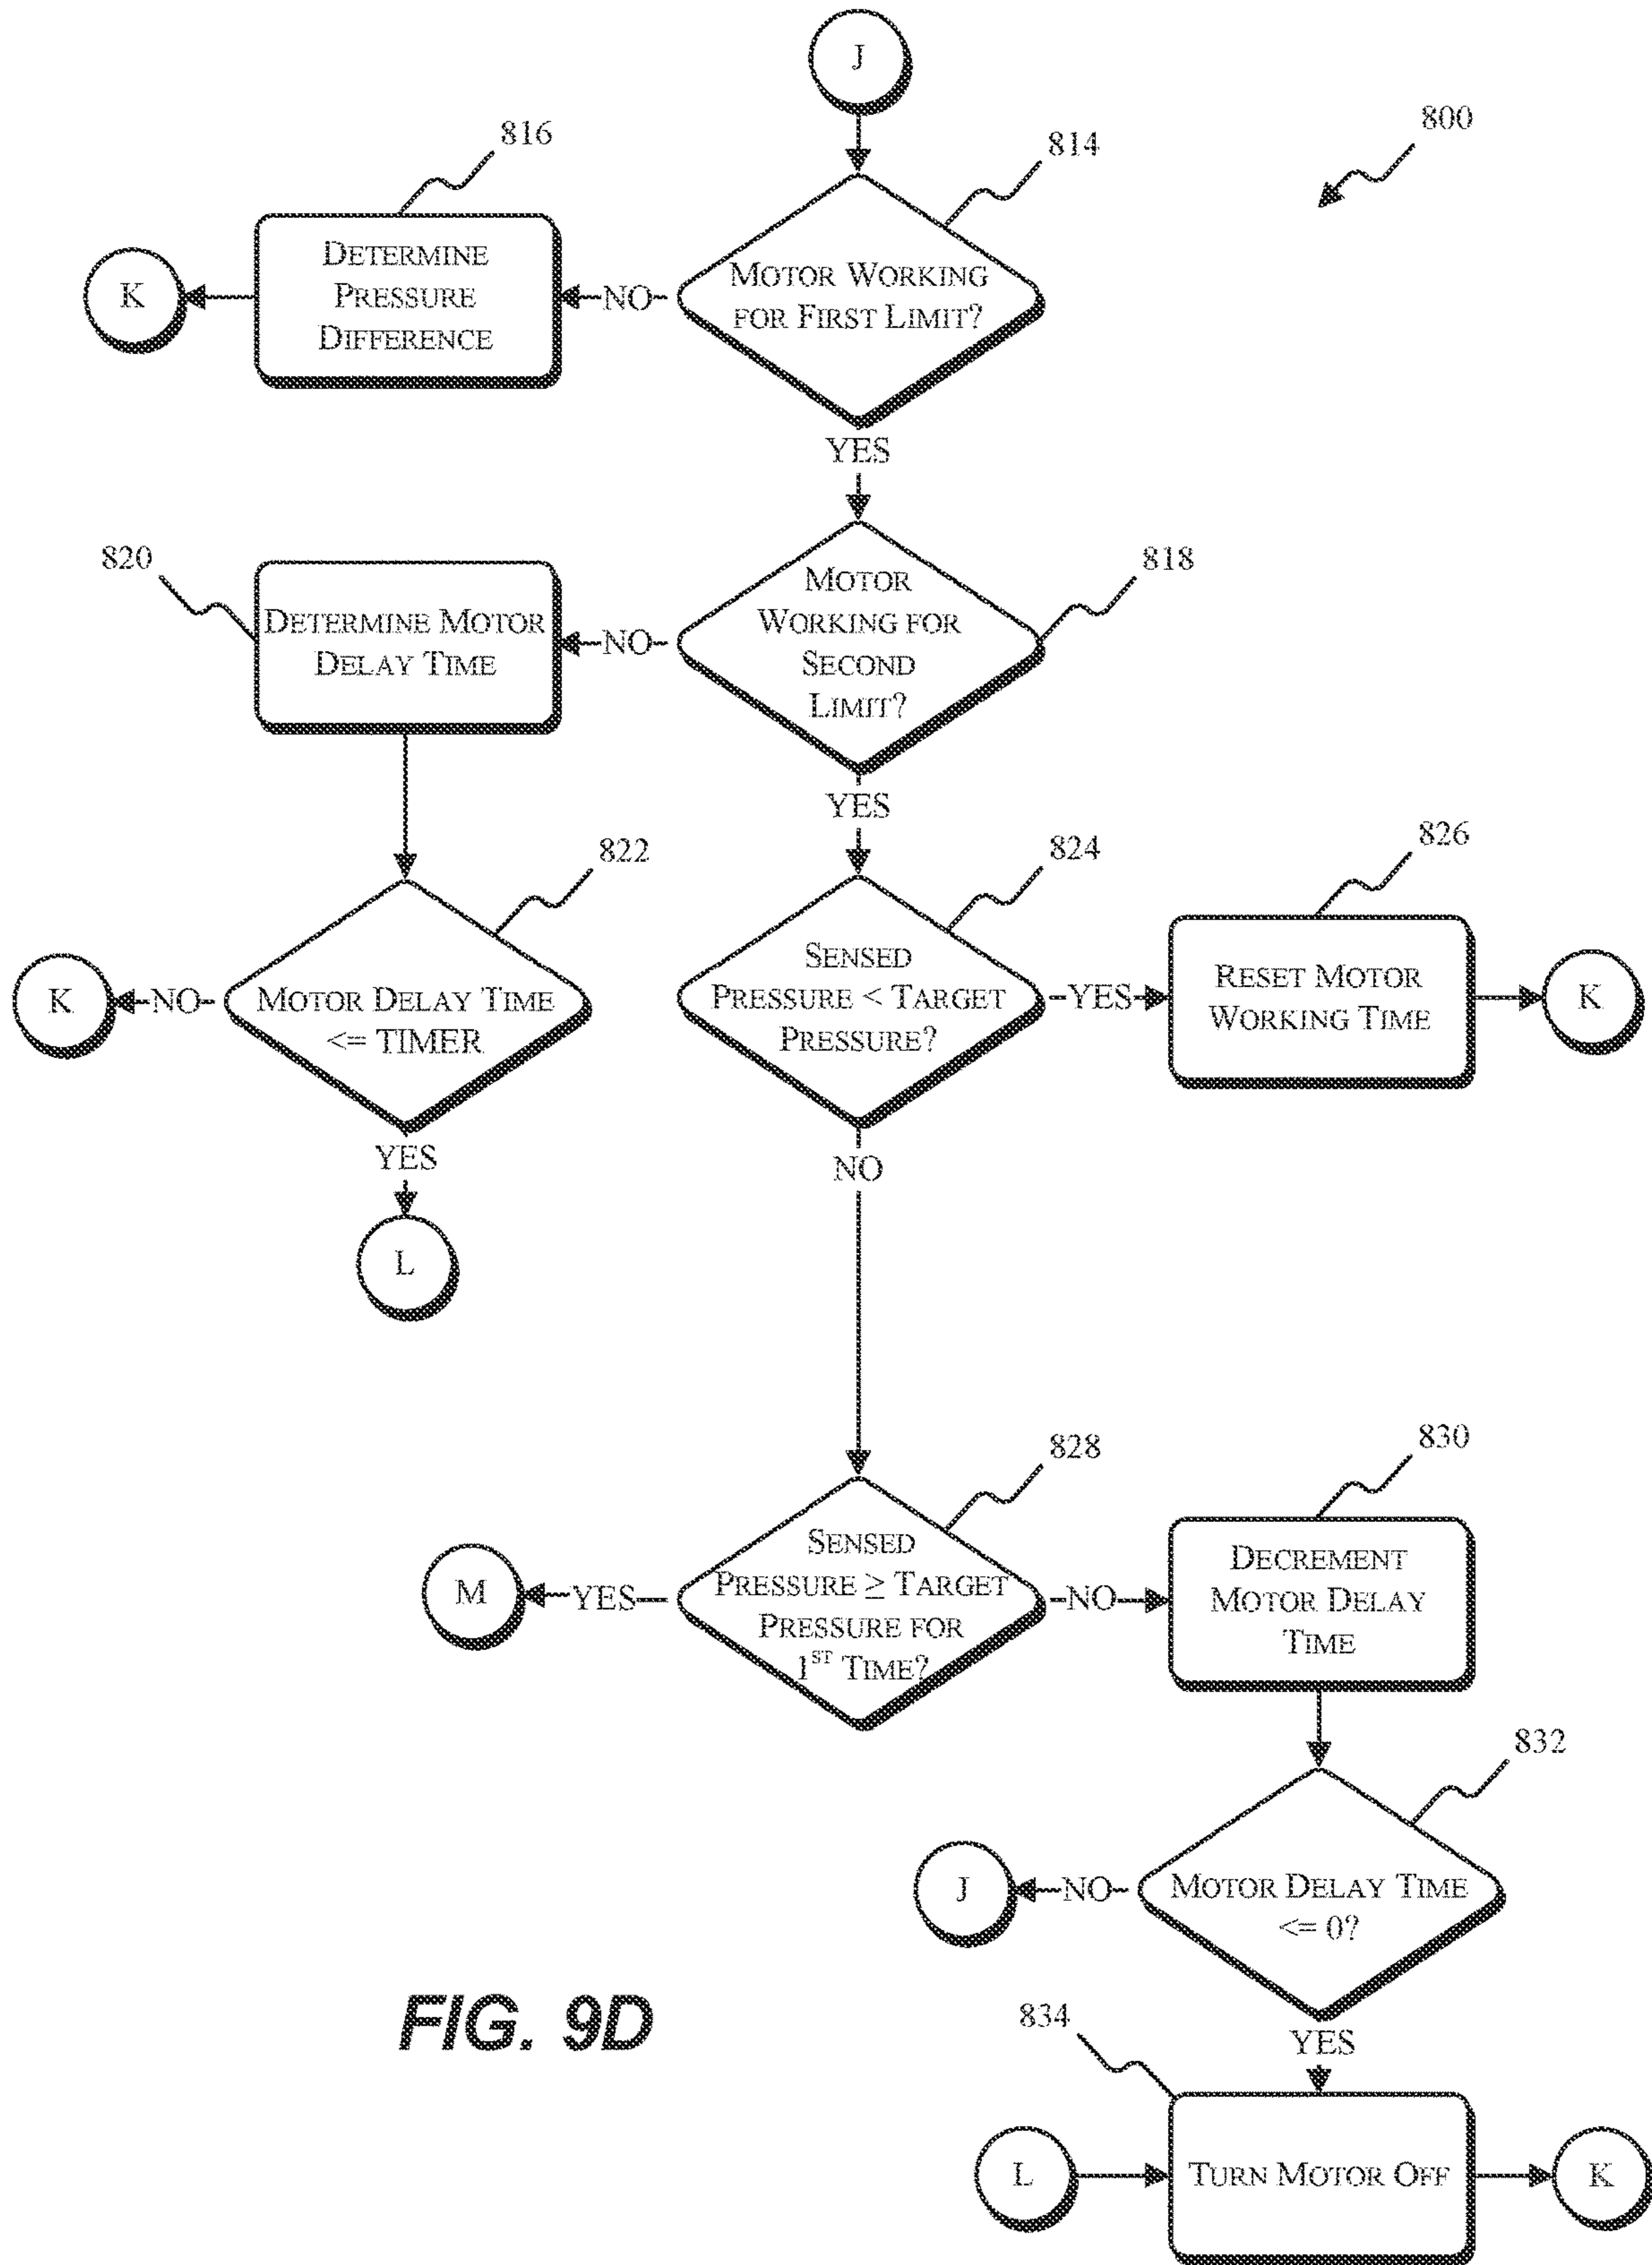 J
800
816
814
DETERMINE
PRESSURE
DIFFERENCE
K
NO
MOTOR WORKING
FOR FIRST LIMIT?
YES
820
818
DETERMINE MOTOR
DELAY TIME
NO
MOTOR
WORKING FOR
SECOND
LIMIT?
YES
822
824
826
K
NO
MOTOR DELAY TIME
<= TIMER
SENSED
PRESSURE < TARGET
PRESSURE?
YES
RESET MOTOR
WORKING TIME
K
YES
NO
L
828
830
M
YES
SENSED
PRESSURE ≥ TARGET
PRESSURE FOR
1ST TIME?
NO
DECREMENT
MOTOR DELAY
TIME
832
J
NO
MOTOR DELAY TIME
<= 0?
FIG. 9D
834
YES
L
TURN MOTOR OFF
K